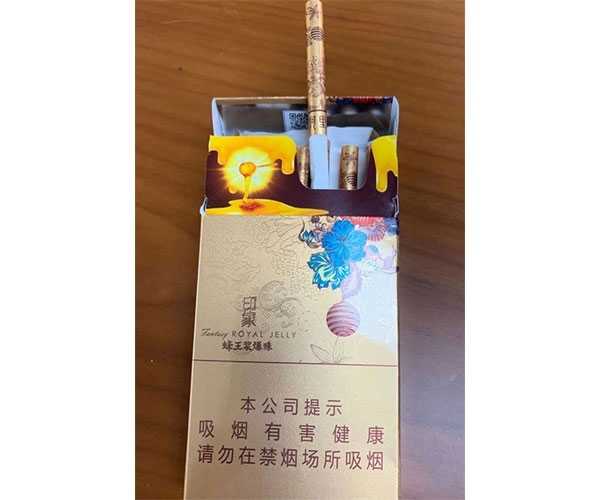 印象
Fantasy ROYAL JELLY
蜂王浆爆珠
本公司提示
吸烟有害健康
请勿在禁烟场所吸烟